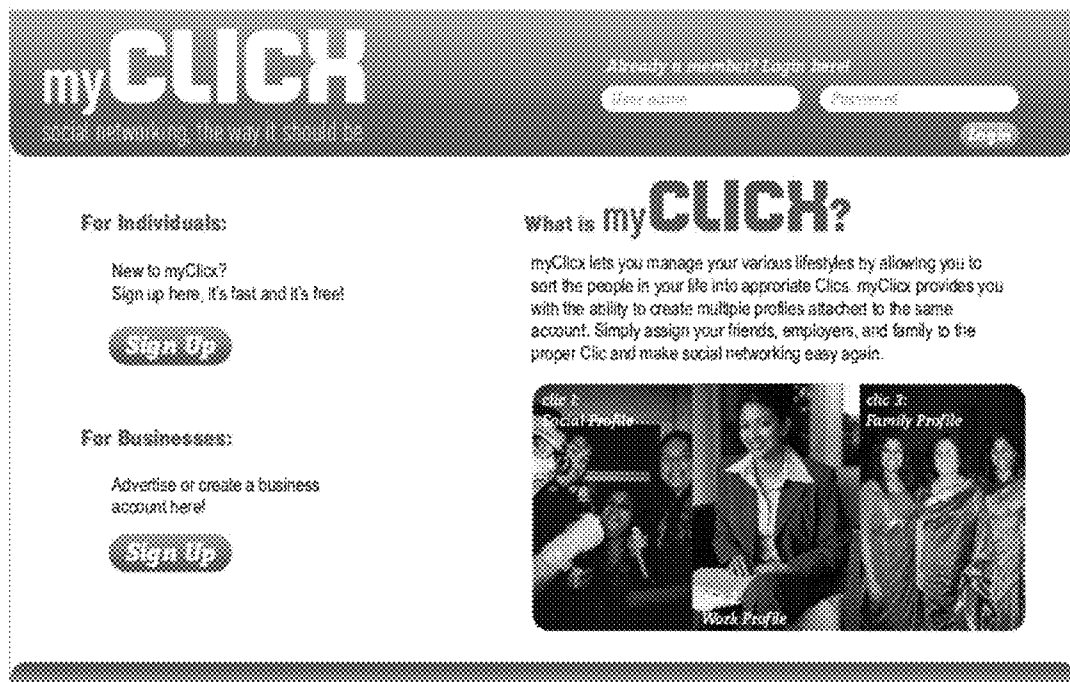 myCLICX
social networking, the way it should be
Already a member? Login here!
User name
Password
Login
For Individuals:
New to myClicx?
Sign up here, it's fast and it's free!
Sign Up
For Businesses:
Advertise or create a business
account here!
Sign Up
What is myCLICX?
myClicx lets you manage your various lifestyles by allowing you to
sort the people in your life into approriate Clics. myClicx provides you
with the ability to create multiple profiles attached to the same
account. Simply assign your friends, employers, and family to the
proper Clic and make social networking easy again.
clic 1:
Social Profile
Work Profile
clic 3:
Family Profile